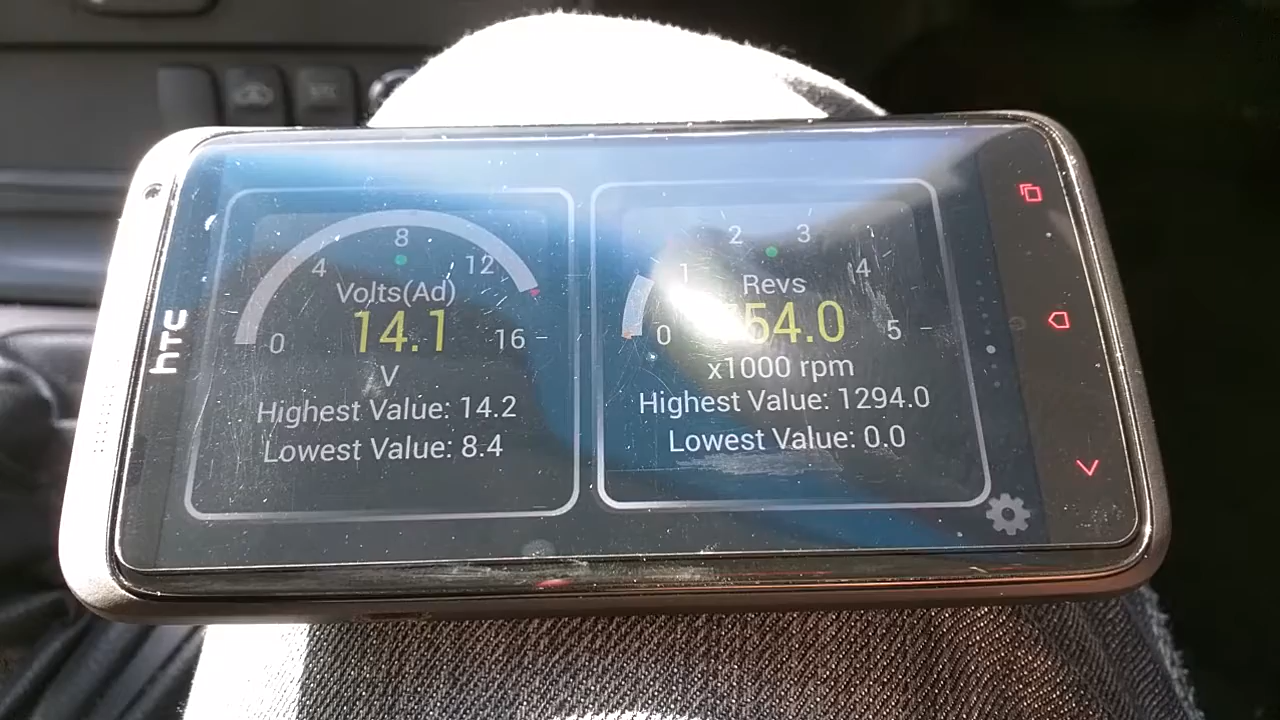 htc
0
4
8
12
16
Volts(Ad)
14.1
V
Highest Value: 14.2
Lowest Value: 8.4
0
1
2
3
4
5
Revs
x1000 rpm
Highest Value: 1294.0
Lowest Value: 0.0